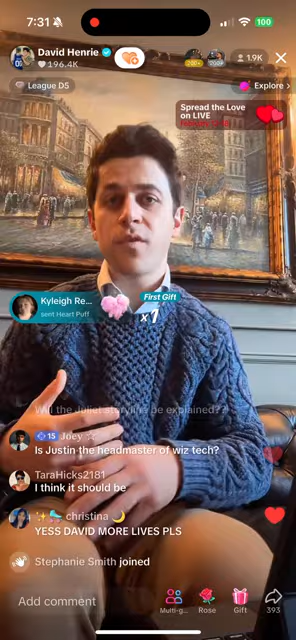 7:31
100
David Henrie
196.4K
200+
200+
1.9K
League D5
Explore >
Spread the Love
on LIVE
Kyleigh Re...
sent Heart Puff
First Gift
x1
Will the Juliet storyline be explained??
15 Joey
Is Justin the headmaster of wiz tech?
TaraHicks2181
I think it should be
christina
YESS DAVID MORE LIVES PLS
Stephanie Smith joined
Add comment
Multi-g...
Rose
Gift
393